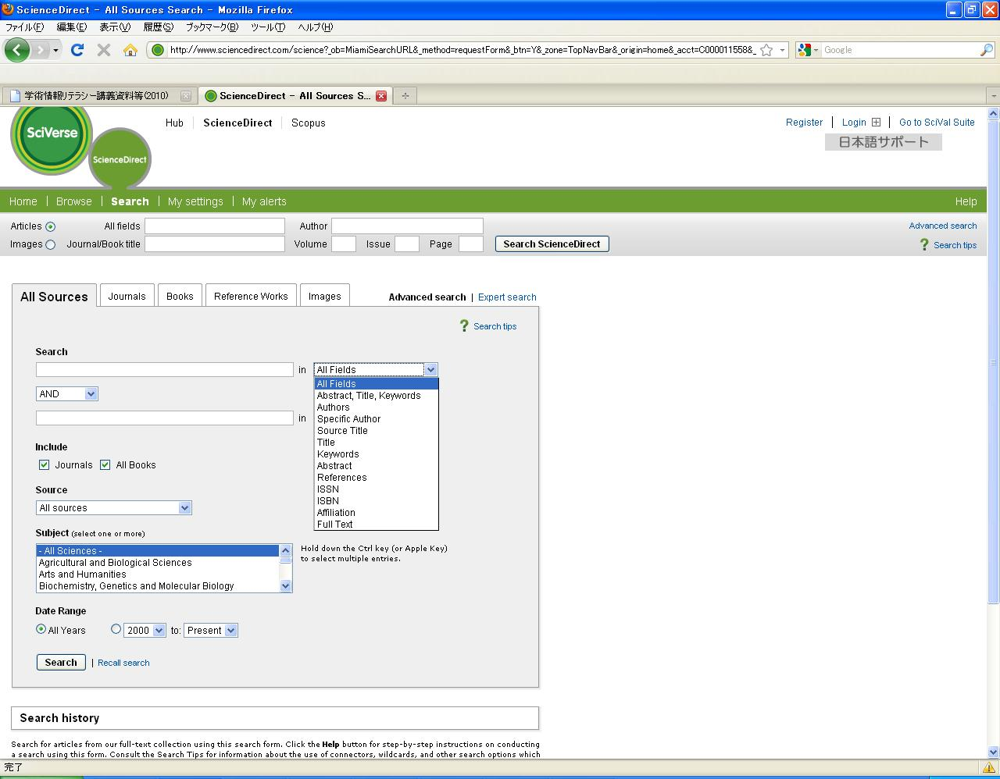 ScienceDirect - All Sources Search - Mozilla Firefox
ファイル(F) 編集(E) 表示(V) 履歴(S) ブックマーク(B) ツール(T) ヘルプ(H)
http://www.sciencedirect.com/science?_ob=MiamiSearchURL&_method=requestForm&_btn=Y&_zone=TopNavBar&_origin=home&_acct=C000011558&_
Google
学術情報リテラシー講義資料等(2010)
ScienceDirect - All Sources S...
SciVerse
ScienceDirect
Hub ScienceDirect Scopus
Register Login Go to SciVal Suite
日本語サポート
Home Browse Search My settings My alerts Help
Articles All fields Author Advanced search
Images Journal/Book title Volume Issue Page Search ScienceDirect ? Search tips
All Sources Journals Books Reference Works Images Advanced search | Expert search
? Search tips
Search
in All Fields
All Fields
Abstract, Title, Keywords
AND
Authors
Specific Author
in
Source Title
Title
Keywords
Abstract
References
ISSN
ISBN
Affiliation
Full Text
Include
Journals All Books
Source
All sources
Subject (select one or more)
- All Sciences -
Agricultural and Biological Sciences
Arts and Humanities
Biochemistry, Genetics and Molecular Biology
Hold down the Ctrl key (or Apple Key)
to select multiple entries.
Date Range
All Years 2000 to: Present
Search | Recall search
Search history
Search for articles from our full-text collection using this search form. Click the Help button for step-by-step instructions on conducting
a search using this form. Consult the Search Tips for information about the use of connectors, wildcards, and other search options which
完了